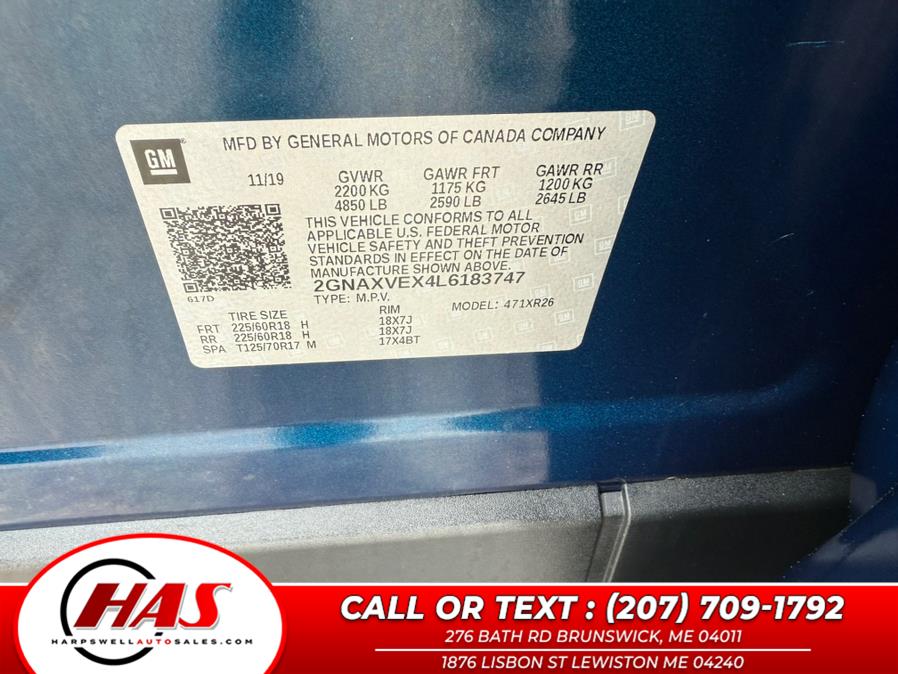 GM
MFD BY GENERAL MOTORS OF CANADA COMPANY
11/19 GVWR GAWR FRT GAWR RR
2200 KG 1175 KG 1200 KG
4850 LB 2590 LB 2645 LB
THIS VEHICLE CONFORMS TO ALL
APPLICABLE U.S. FEDERAL MOTOR
VEHICLE SAFETY AND THEFT PREVENTION
STANDARDS IN EFFECT ON THE DATE OF
MANUFACTURE SHOWN ABOVE.
2GNAXVEX4L6183747
617D
TYPE: M.P.V. MODEL: 471XR26
TIRE SIZE RIM
FRT 225/60R18 H 18X7J
RR 225/60R18 H 18X7J
SPA T125/70R17 M 17X4BT
HAS
HARPSWELLAUTOSALES.COM
CALL OR TEXT : (207) 709-1792
276 BATH RD BRUNSWICK, ME 04011
1876 LISBON ST LEWISTON ME 04240